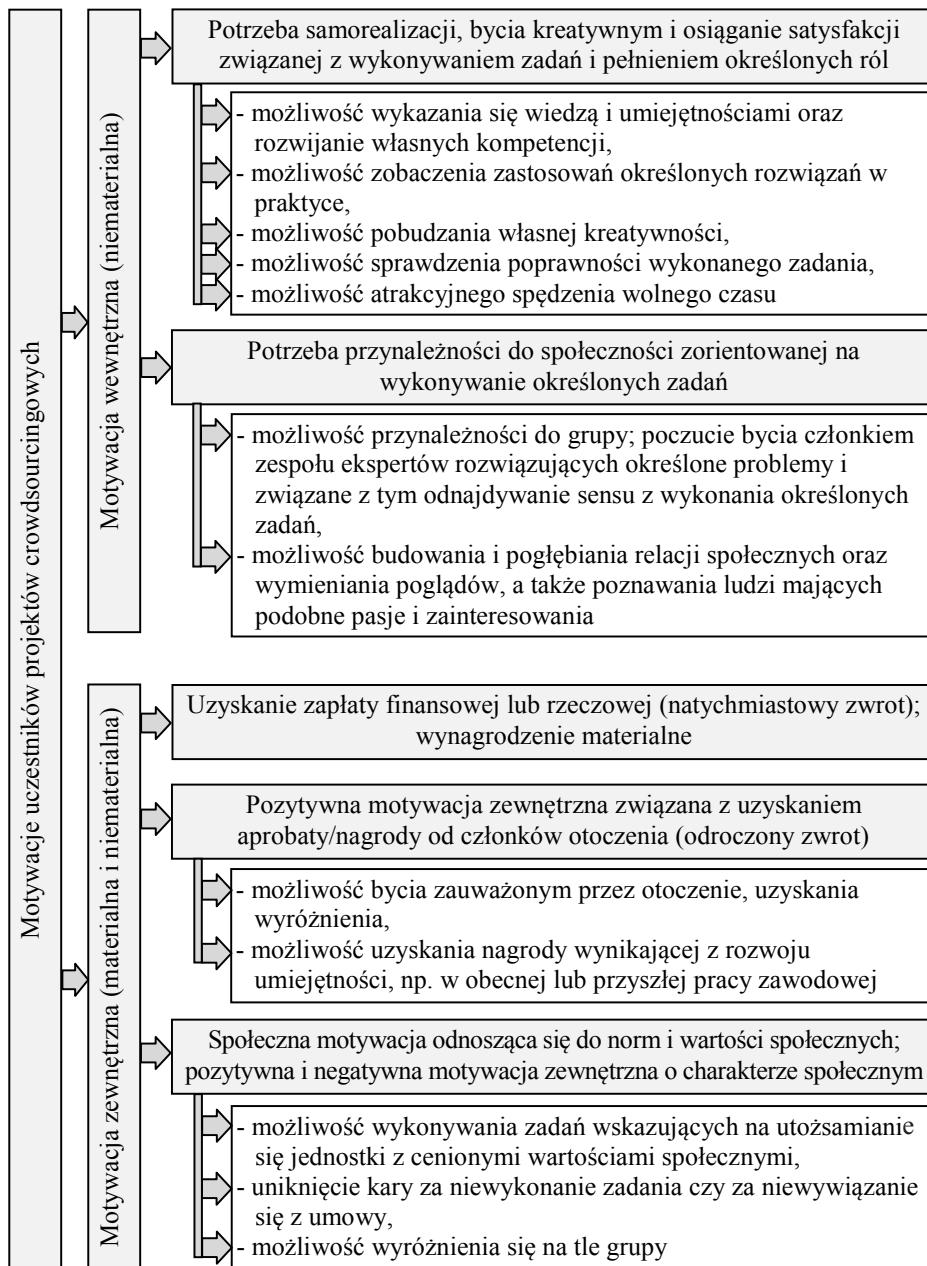 Motywacje uczestników projektów crowdsourcingowych
Motywacja wewnętrzna (niematerialna)
Potrzeba samorealizacji, bycia kreatywnym i osiąganie satysfakcji
związanej z wykonywaniem zadań i pełnieniem określonych ról
- możliwość wykazania się wiedzą i umiejętnościami oraz
rozwijanie własnych kompetencji,
- możliwość zobaczenia zastosowań określonych rozwiązań w
praktyce,
- możliwość pobudzania własnej kreatywności,
- możliwość sprawdzenia poprawności wykonanego zadania,
- możliwość atrakcyjnego spędzenia wolnego czasu
Potrzeba przynależności do społeczności zorientowanej na
wykonywanie określonych zadań
- możliwość przynależności do grupy; poczucie bycia członkiem
zespołu ekspertów rozwiązujących określone problemy i
związane z tym odnajdywanie sensu z wykonania określonych
zadań,
- możliwość budowania i pogłębiania relacji społecznych oraz
wymieniania poglądów, a także poznawania ludzi mających
podobne pasje i zainteresowania
Motywacja zewnętrzna (materialna i niematerialna)
Uzyskanie zapłaty finansowej lub rzeczowej (natychmiastowy zwrot);
wynagrodzenie materialne
Pozytywna motywacja zewnętrzna związana z uzyskaniem
aprobaty/nagrody od członków otoczenia (odroczony zwrot)
- możliwość bycia zauważonym przez otoczenie, uzyskania
wyróżnienia,
- możliwość uzyskania nagrody wynikającej z rozwoju
umiejętności, np. w obecnej lub przyszłej pracy zawodowej
Społeczna motywacja odnosząca się do norm i wartości społecznych;
pozytywna i negatywna motywacja zewnętrzna o charakterze społecznym
- możliwość wykonywania zadań wskazujących na utożsamianie
się jednostki z cenionymi wartościami społecznymi,
- uniknięcie kary za niewykonanie zadania czy za niewywiązanie
się z umowy,
- możliwość wyróżnienia się na tle grupy